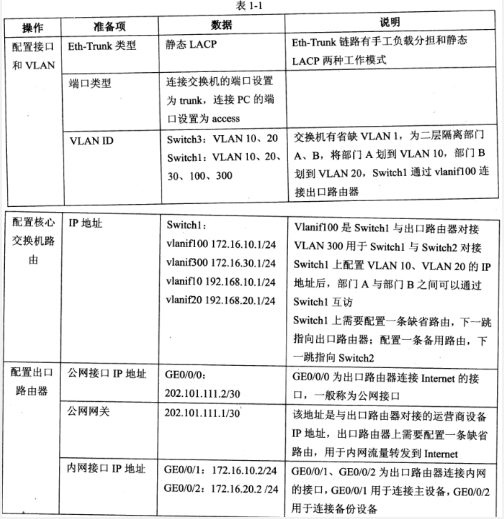 表 1-1
操作 准备项 数据 说明
配置接口和 VLAN
Eth-Trunk 类型
静态 LACP
Eth-Trunk 链路有手工负载分担和静态
LACP 两种工作模式
端口类型
连接交换机的端口设置
为 trunk，连接 PC 的端
口设置为 access
VLAN ID
Switch3：VLAN 10、20
Switch1：VLAN 10、20、
30、100、300
交换机有省缺 VLAN 1，为二层隔离部门
A、B，将部门 A 划到 VLAN 10，部门 B
划到 VLAN 20，Switch1 通过 vlanif100 连
接出口路由器
配置核心
交换机路
由
IP 地址
Switch1：
vlanif100 172.16.10.1/24
vlanif300 172.16.30.1/24
vlanif10 192.168.10.1/24
vlanif20 192.168.20.1/24
Vlanif100 是 Switch1 与出口路由器对接
VLAN 300 用于 Switch1 与 Switch2 对接
Switch1 上配置 VLAN 10、VLAN 20 的 IP
地址后，部门 A 与部门 B 之间可以通过
Switch1 互访
Switch1 上需要配置一条缺省路由，下一跳
指向出口路由器；配置一条备用路由，下一
跳指向 Switch2
配置出口
路由器
公网接口 IP 地址
GE0/0/0:
202.101.111.2/30
GE0/0/0 为出口路由器连接 Internet 的接
口，一般称为公网接口
公网网关
202.101.111.1/30
该地址是与出口路由器对接的运营商设备
IP 地址，出口路由器上需要配置一条缺省
路由，用于内网流量转发到 Internet
内网接口 IP 地址
GE0/0/1：172.16.10.2/24
GE0/0/2：172.16.20.2 /24
GE0/0/1、GE0/0/2 为出口路由器连接内网
的接口，GE0/0/1 用于连接主设备，GE0/0/2
用于连接备份设备